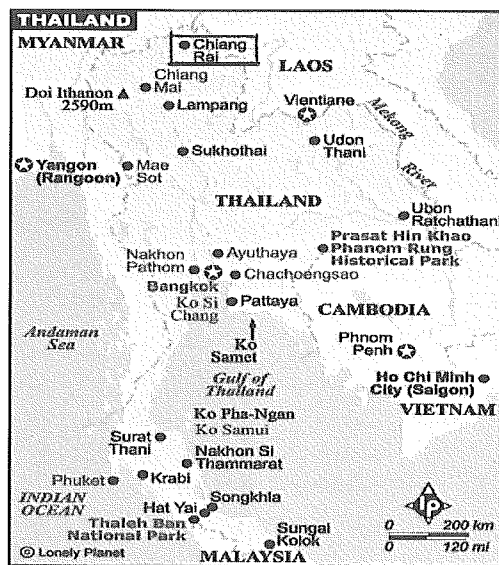 THAILAND
MYANMAR
Chiang
Rai
LAOS
Chiang
Mai
Doi Ithanon
2590m
Lampang
Vientiane
Mekong
River
Sukhothai
Udon
Thani
Yangon
(Rangoon)
Mae
Sot
THAILAND
Ubon
Ratchathani
Prasat Hin Khao
Phanom Rung
Historical Park
Ayuthaya
Nakhon
Pathom
Chachoengsao
Bangkok
Ko Si
Chang
Pattaya
CAMBODIA
Andaman
Sea
Ko
Samet
Phnom
Penh
Gulf of
Thailand
Ho Chi Minh
City (Saigon)
VIETNAM
Ko Pha-Ngan
Ko Samui
Surat
Thani
Nakhon Si
Thammarat
Phuket
Krabi
INDIAN
OCEAN
Songkhla
Hat Yai
Thaleh Ban
National Park
Sungai
Kolok
MALAYSIA
LP
0 200 km
0 120 mi
© Lonely Planet